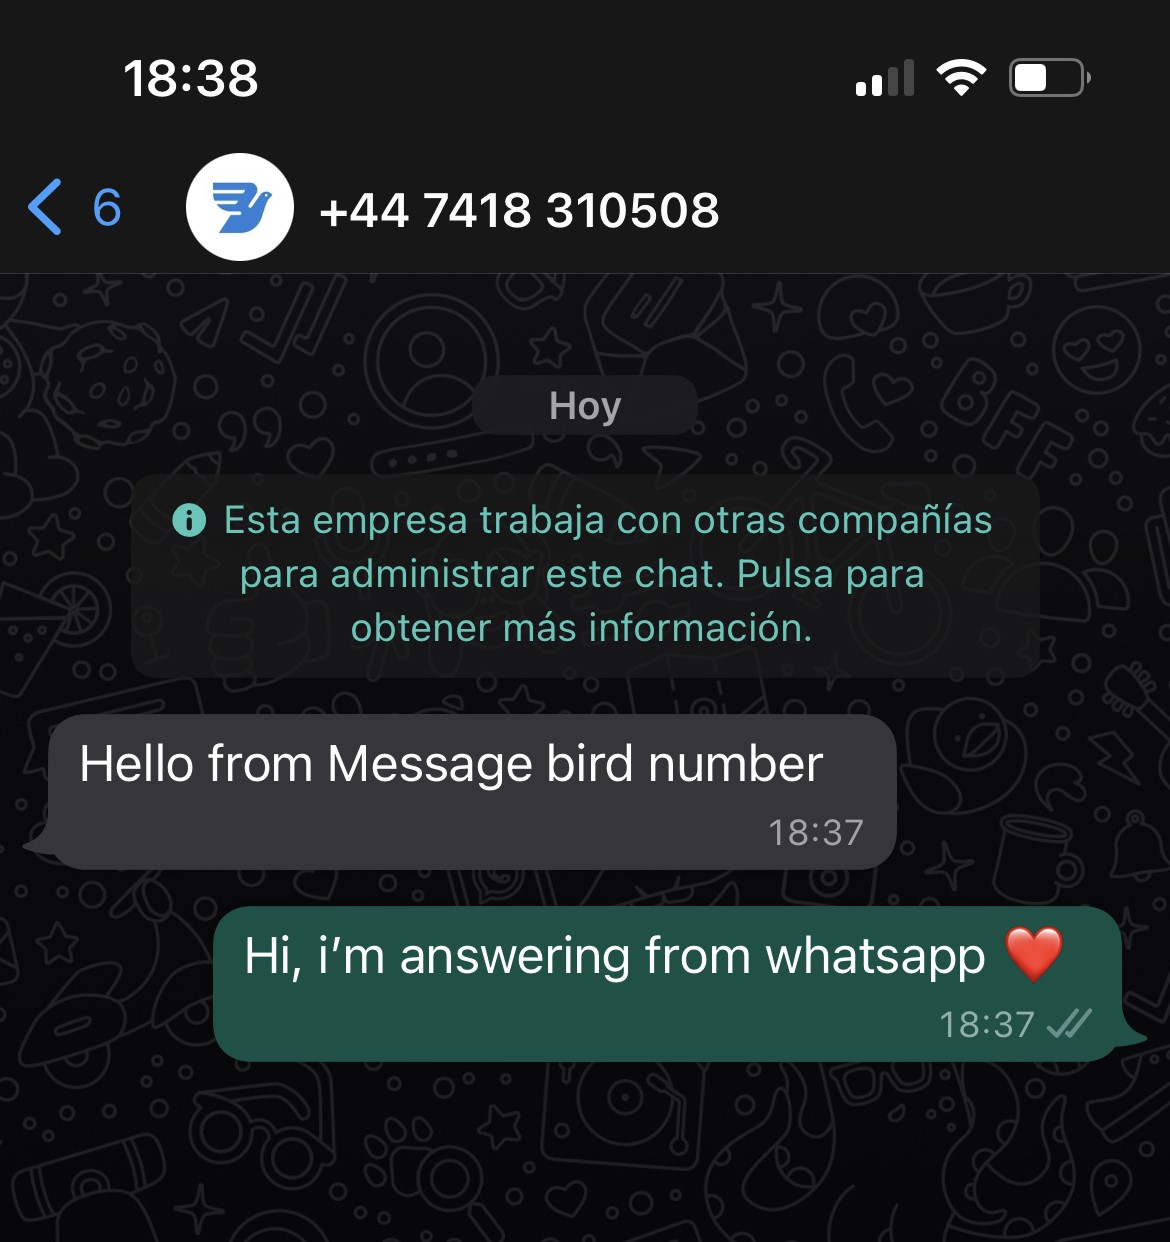 18:38
6
+44 7418 310508
Hoy
Esta empresa trabaja con otras compañías
para administrar este chat. Pulsa para
obtener más información.
Hello from Message bird number
18:37
Hi, i’m answering from whatsapp ❤️
18:37
BFF